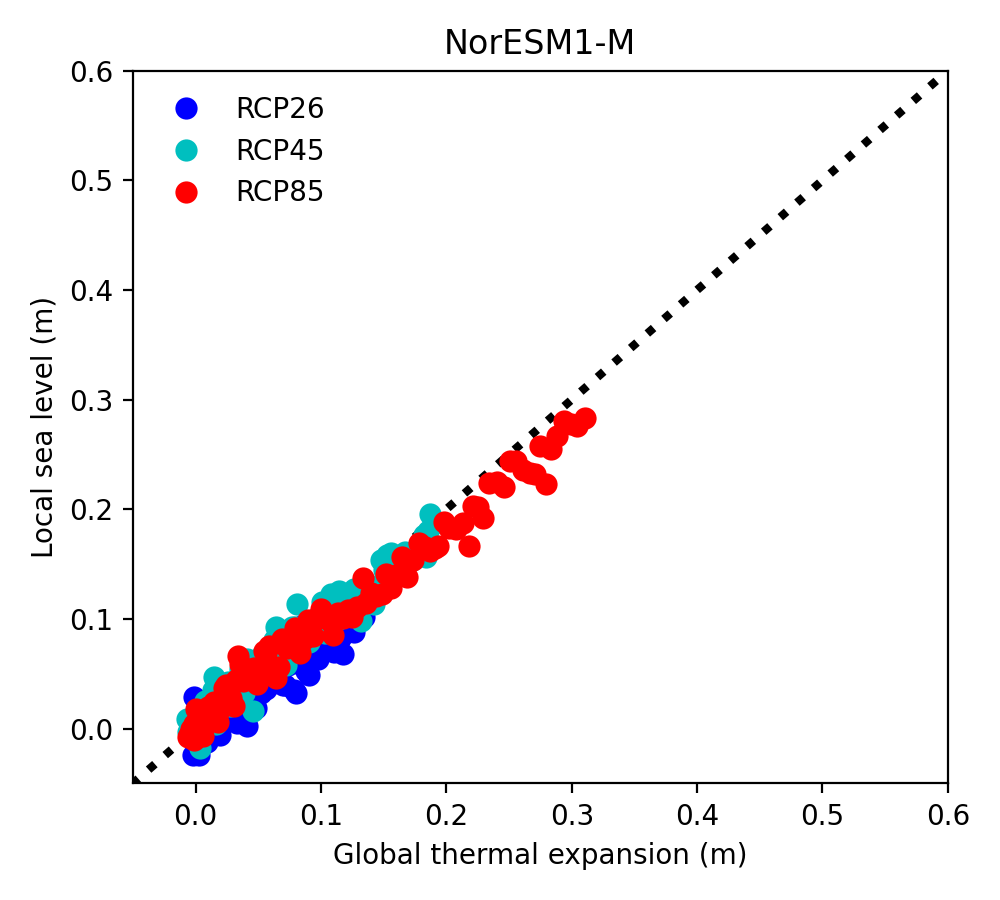 NorESM1-M
RCP26
RCP45
RCP85
0.6
0.5
0.4
0.3
0.2
0.1
0.0
Local sea level (m)
0.0 0.1 0.2 0.3 0.4 0.5 0.6
Global thermal expansion (m)